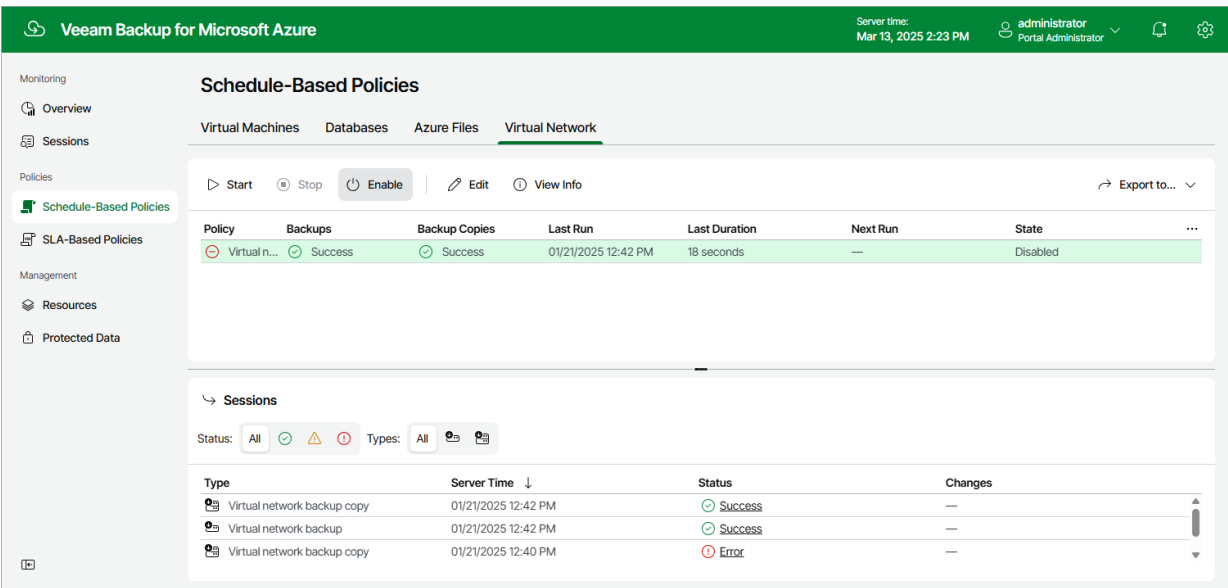 Veeam Backup for Microsoft Azure
Server time:
Mar 13, 2025 2:23 PM
administrator
Portal Administrator
Monitoring
Overview
Sessions
Policies
Schedule-Based Policies
SLA-Based Policies
Management
Resources
Protected Data
Schedule-Based Policies
Virtual Machines Databases Azure Files Virtual Network
Start Stop Enable Edit View Info Export to...
Policy Backups Backup Copies Last Run Last Duration Next Run State ...
Virtual n... Success Success 01/21/2025 12:42 PM 18 seconds — Disabled
Sessions
Status: All Types: All
Type Server Time ↓ Status Changes
Virtual network backup copy 01/21/2025 12:42 PM Success —
Virtual network backup 01/21/2025 12:42 PM Success —
Virtual network backup copy 01/21/2025 12:40 PM Error —